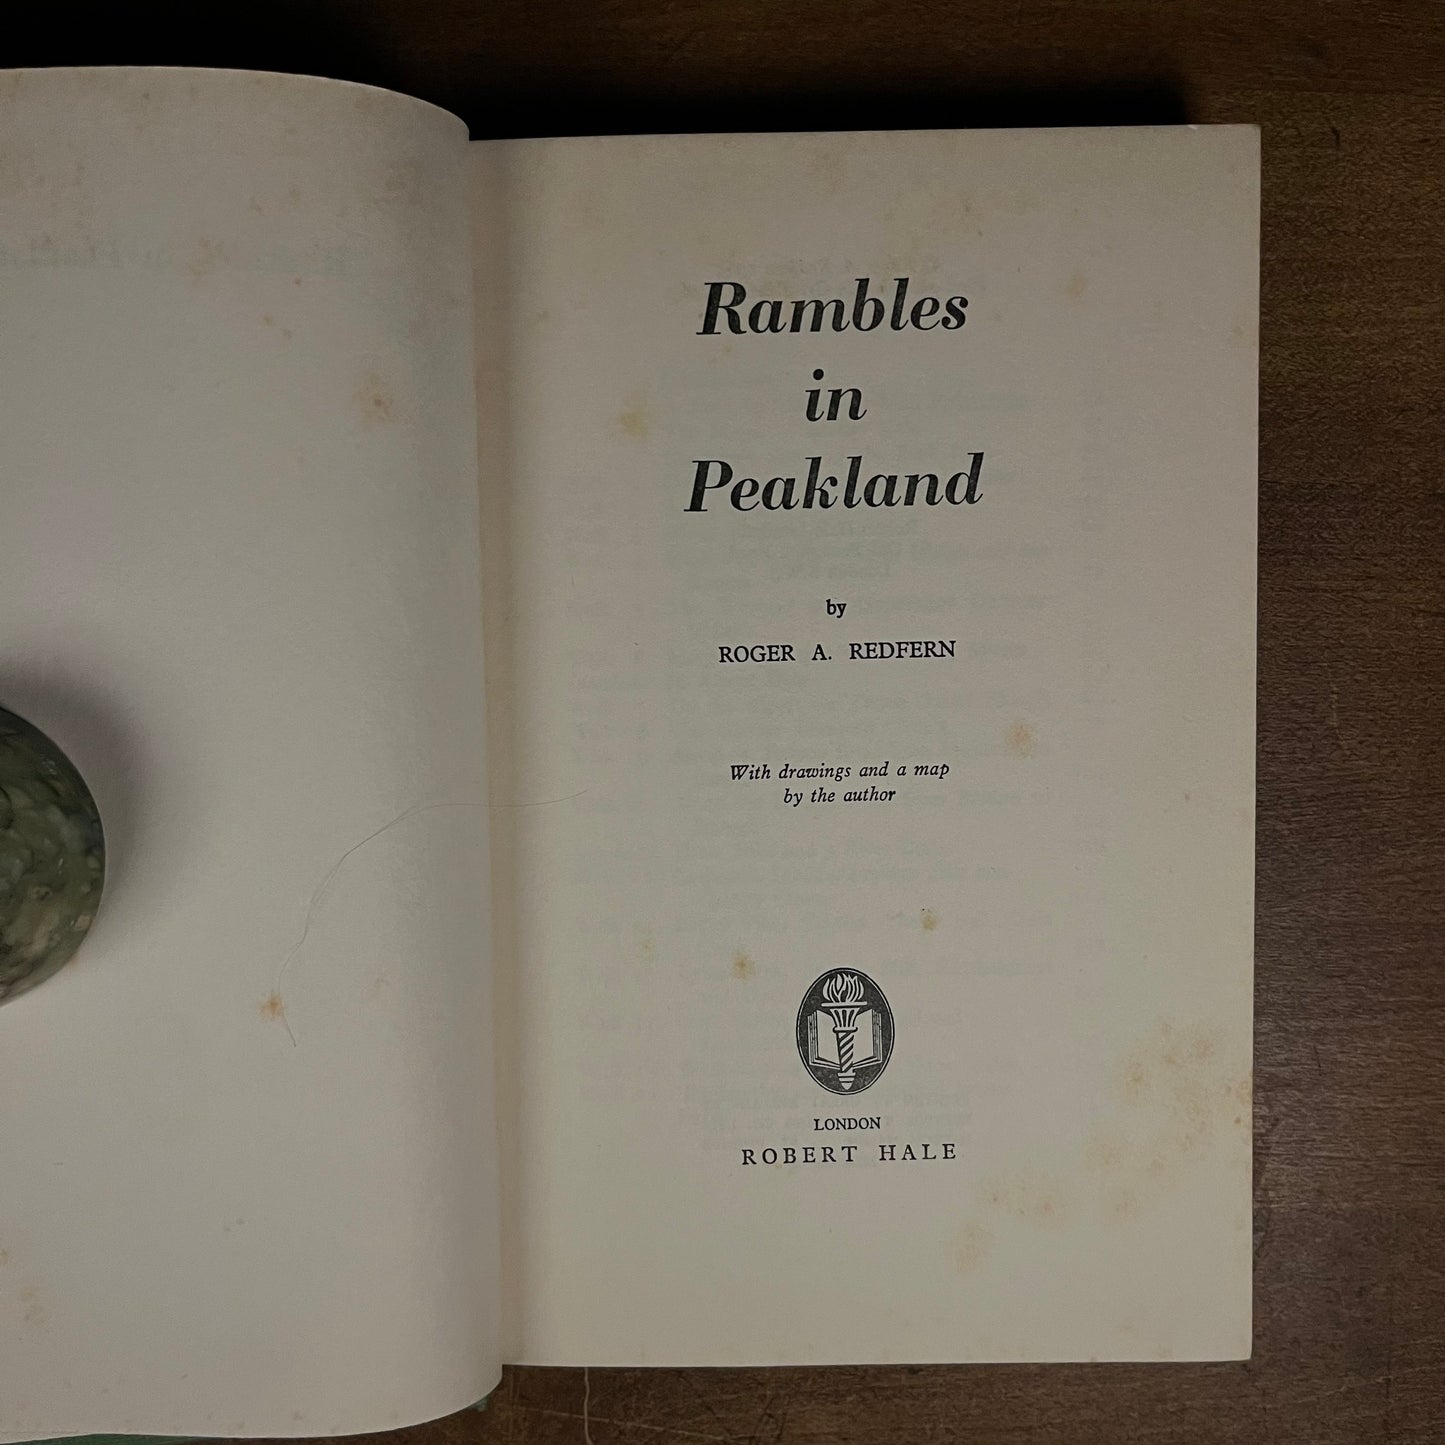 Rambles
in
Peakland
by
ROGER A. REDFERN
With drawings and a map
by the author
LONDON
ROBERT HALE